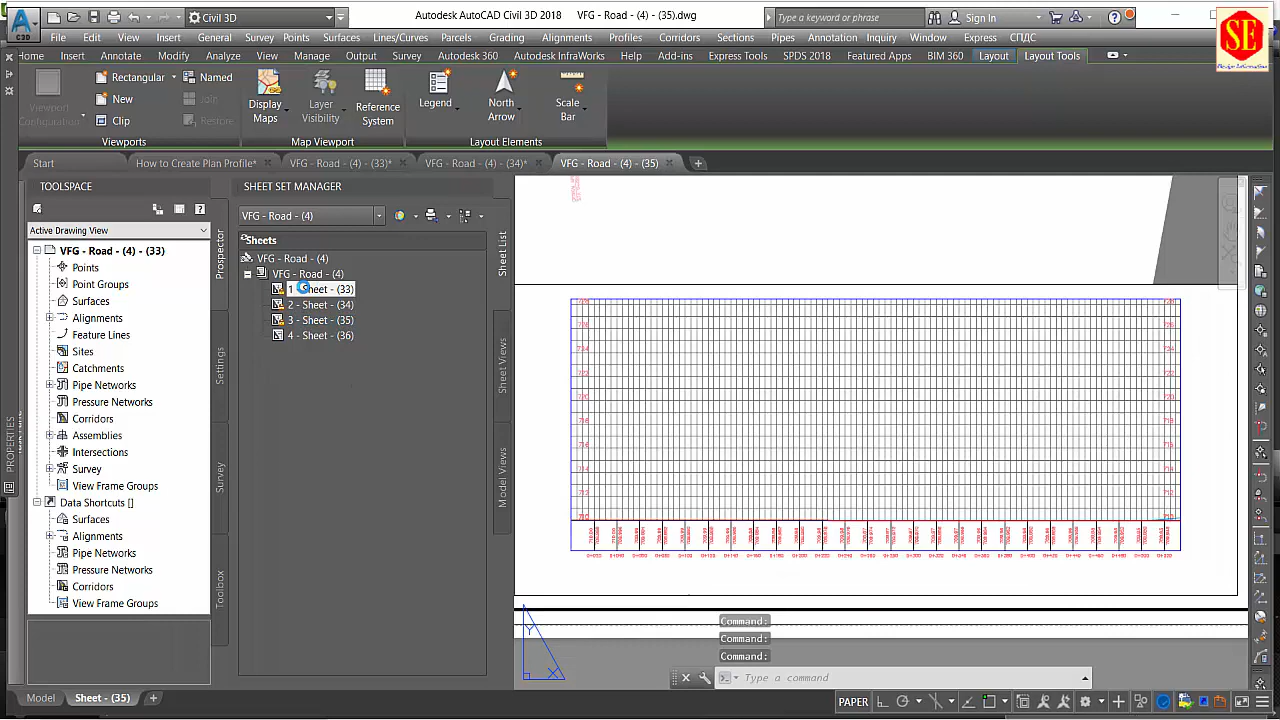 Civil 3D
Autodesk AutoCAD Civil 3D 2018 VFG - Road - (4) - (35).dwg
Type a keyword or phrase
Sign In
C3D
SE
File Edit View Insert General Survey Points Surfaces Lines/Curves Parcels Grading Alignments Profiles Corridors Sections Pipes Annotation Inquiry Window Express СПДС
Home Insert Annotate Modify Analyze View Manage Output Survey Autodesk 360 Autodesk InfraWorks Help Add-ins Express Tools SPDS 2018 Featured Apps BIM 360 Layout Layout Tools
Viewport Configuration
Rectangular
New
Clip
Named
Join
Restore
Display Maps
Layer Visibility
Reference System
Legend
North Arrow
Scale Bar
Viewports Map Viewport Layout Elements
Start How to Create Plan Profile* VFG - Road - (4) - (33)* VFG - Road - (4) - (34)* VFG - Road - (4) - (35)
TOOLSPACE
Active Drawing View
VFG - Road - (4) - (33)
Points
Point Groups
Surfaces
Alignments
Feature Lines
Sites
Catchments
Pipe Networks
Pressure Networks
Corridors
Assemblies
Intersections
Survey
View Frame Groups
Data Shortcuts []
Surfaces
Alignments
Pipe Networks
Pressure Networks
Corridors
View Frame Groups
Prospector
Settings
Survey
Toolbox
PROPERTIES
SHEET SET MANAGER
VFG - Road - (4)
Sheets
VFG - Road - (4)
VFG - Road - (4)
1 - Sheet - (33)
2 - Sheet - (34)
3 - Sheet - (35)
4 - Sheet - (36)
Sheet List
Sheet Views
Model Views
Y
X
Command:
Command:
Command:
Type a command
Model Sheet - (35)
PAPER